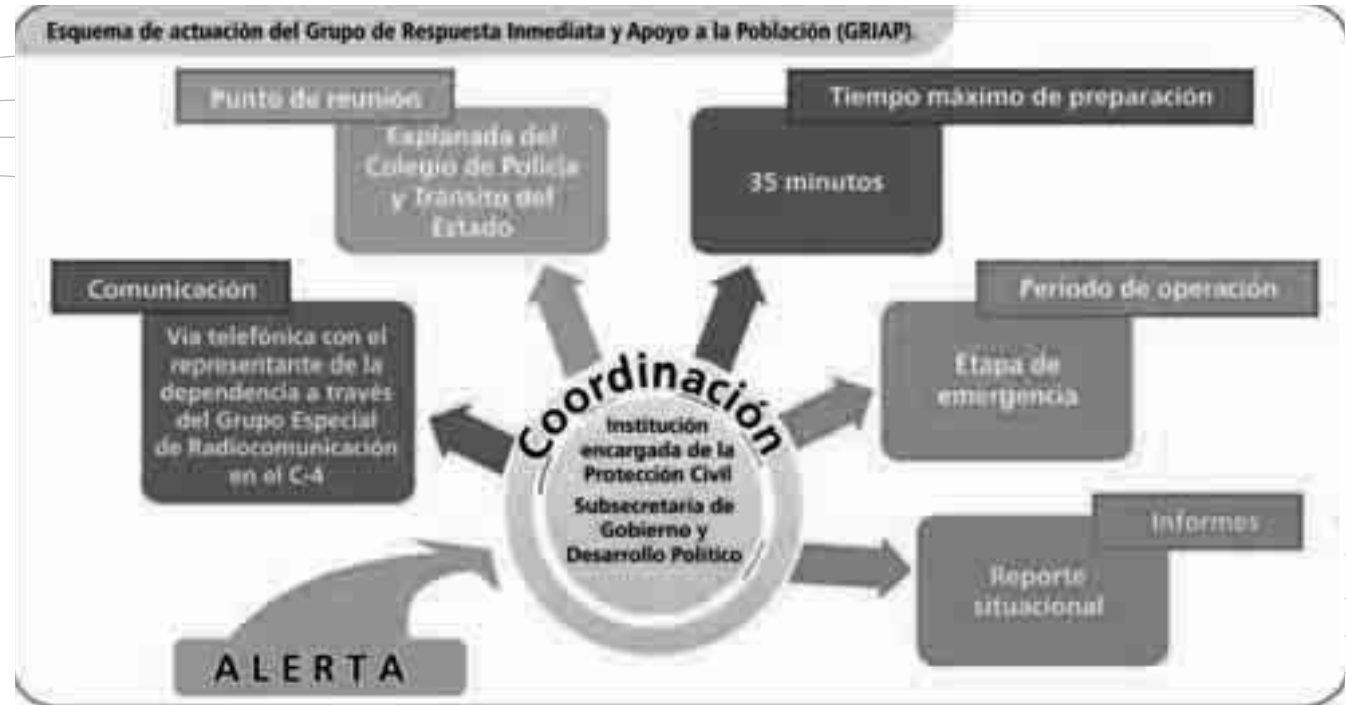 Esquema de actuación del Grupo de Respuesta Inmediata y Apoyo a la Población (GRIAP).
Punto de reunión
Explanada del
Colegio de Policía
y Tránsito del
Estado
Tiempo máximo de preparación
35 minutos
Comunicación
Vía telefónica con el
representante de la
dependencia a través
del Grupo Especial
de Radiocomunicación
en el C-4
Periodo de operación
Etapa de
emergencia
Coordinación
Institución
encargada de la
Protección Civil
Subsecretaría de
Gobierno y
Desarrollo Político
Informes
Reporte
situacional
ALERTA